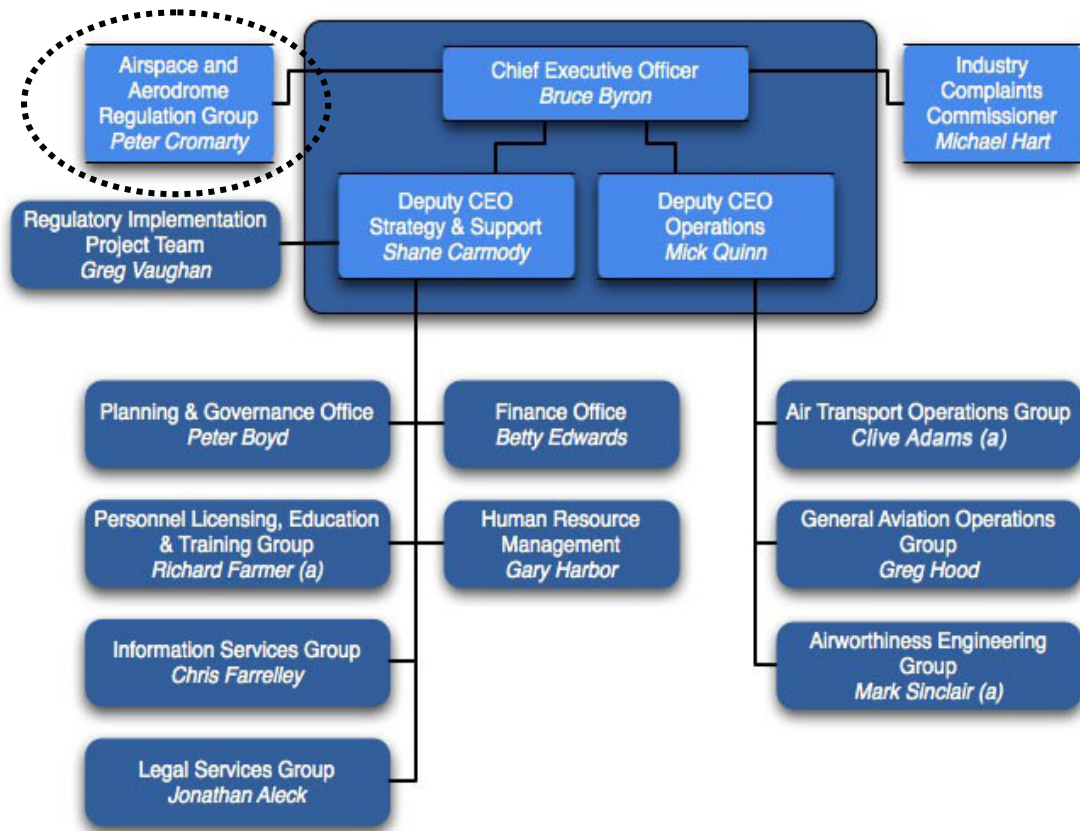 Airspace and
Aerodrome
Regulation Group
Peter Cromarty
Chief Executive Officer
Bruce Byron
Industry
Complaints
Commissioner
Michael Hart
Regulatory Implementation
Project Team
Greg Vaughan
Deputy CEO
Strategy & Support
Shane Carmody
Deputy CEO
Operations
Mick Quinn
Planning & Governance Office
Peter Boyd
Finance Office
Betty Edwards
Air Transport Operations Group
Clive Adams (a)
Personnel Licensing, Education
& Training Group
Richard Farmer (a)
Human Resource
Management
Gary Harbor
General Aviation Operations
Group
Greg Hood
Information Services Group
Chris Farrelley
Airworthiness Engineering
Group
Mark Sinclair (a)
Legal Services Group
Jonathan Aleck